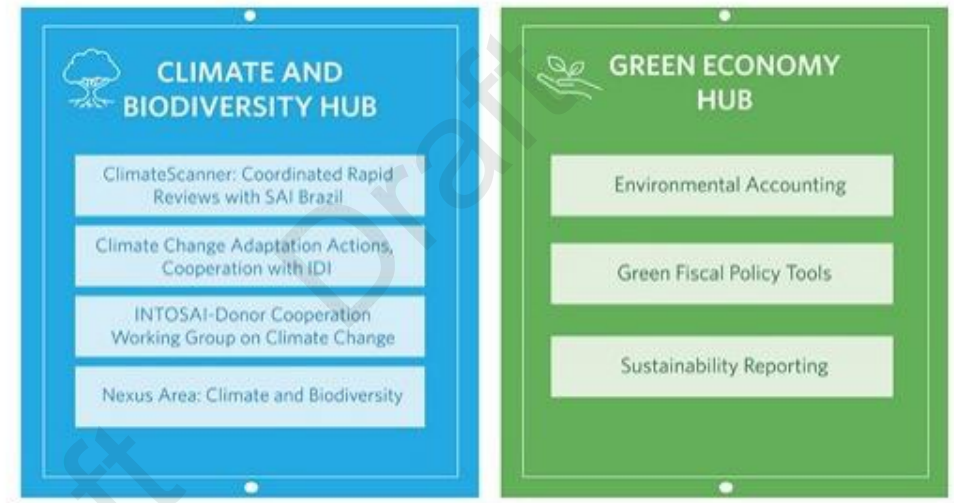 CLIMATE AND
BIODIVERSITY HUB
ClimateScanner: Coordinated Rapid
Reviews with SAI Brazil
Climate Change Adaptation Actions,
Cooperation with IDI
INTOSAI-Donor Cooperation
Working Group on Climate Change
Nexus Area: Climate and Biodiversity
GREEN ECONOMY
HUB
Environmental Accounting
Green Fiscal Policy Tools
Sustainability Reporting
Draft
ft